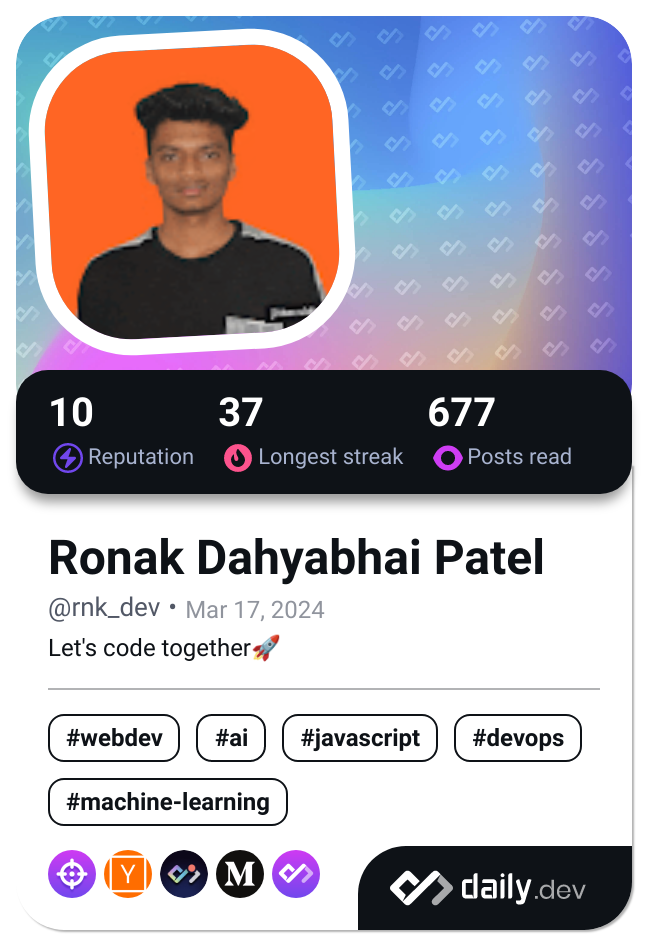 10 37 677
Reputation Longest streak Posts read
Ronak Dahyabhai Patel
@rnk_dev • Mar 17, 2024
Let's code together🚀
#webdev #ai #javascript #devops
#machine-learning
Y M
daily.dev